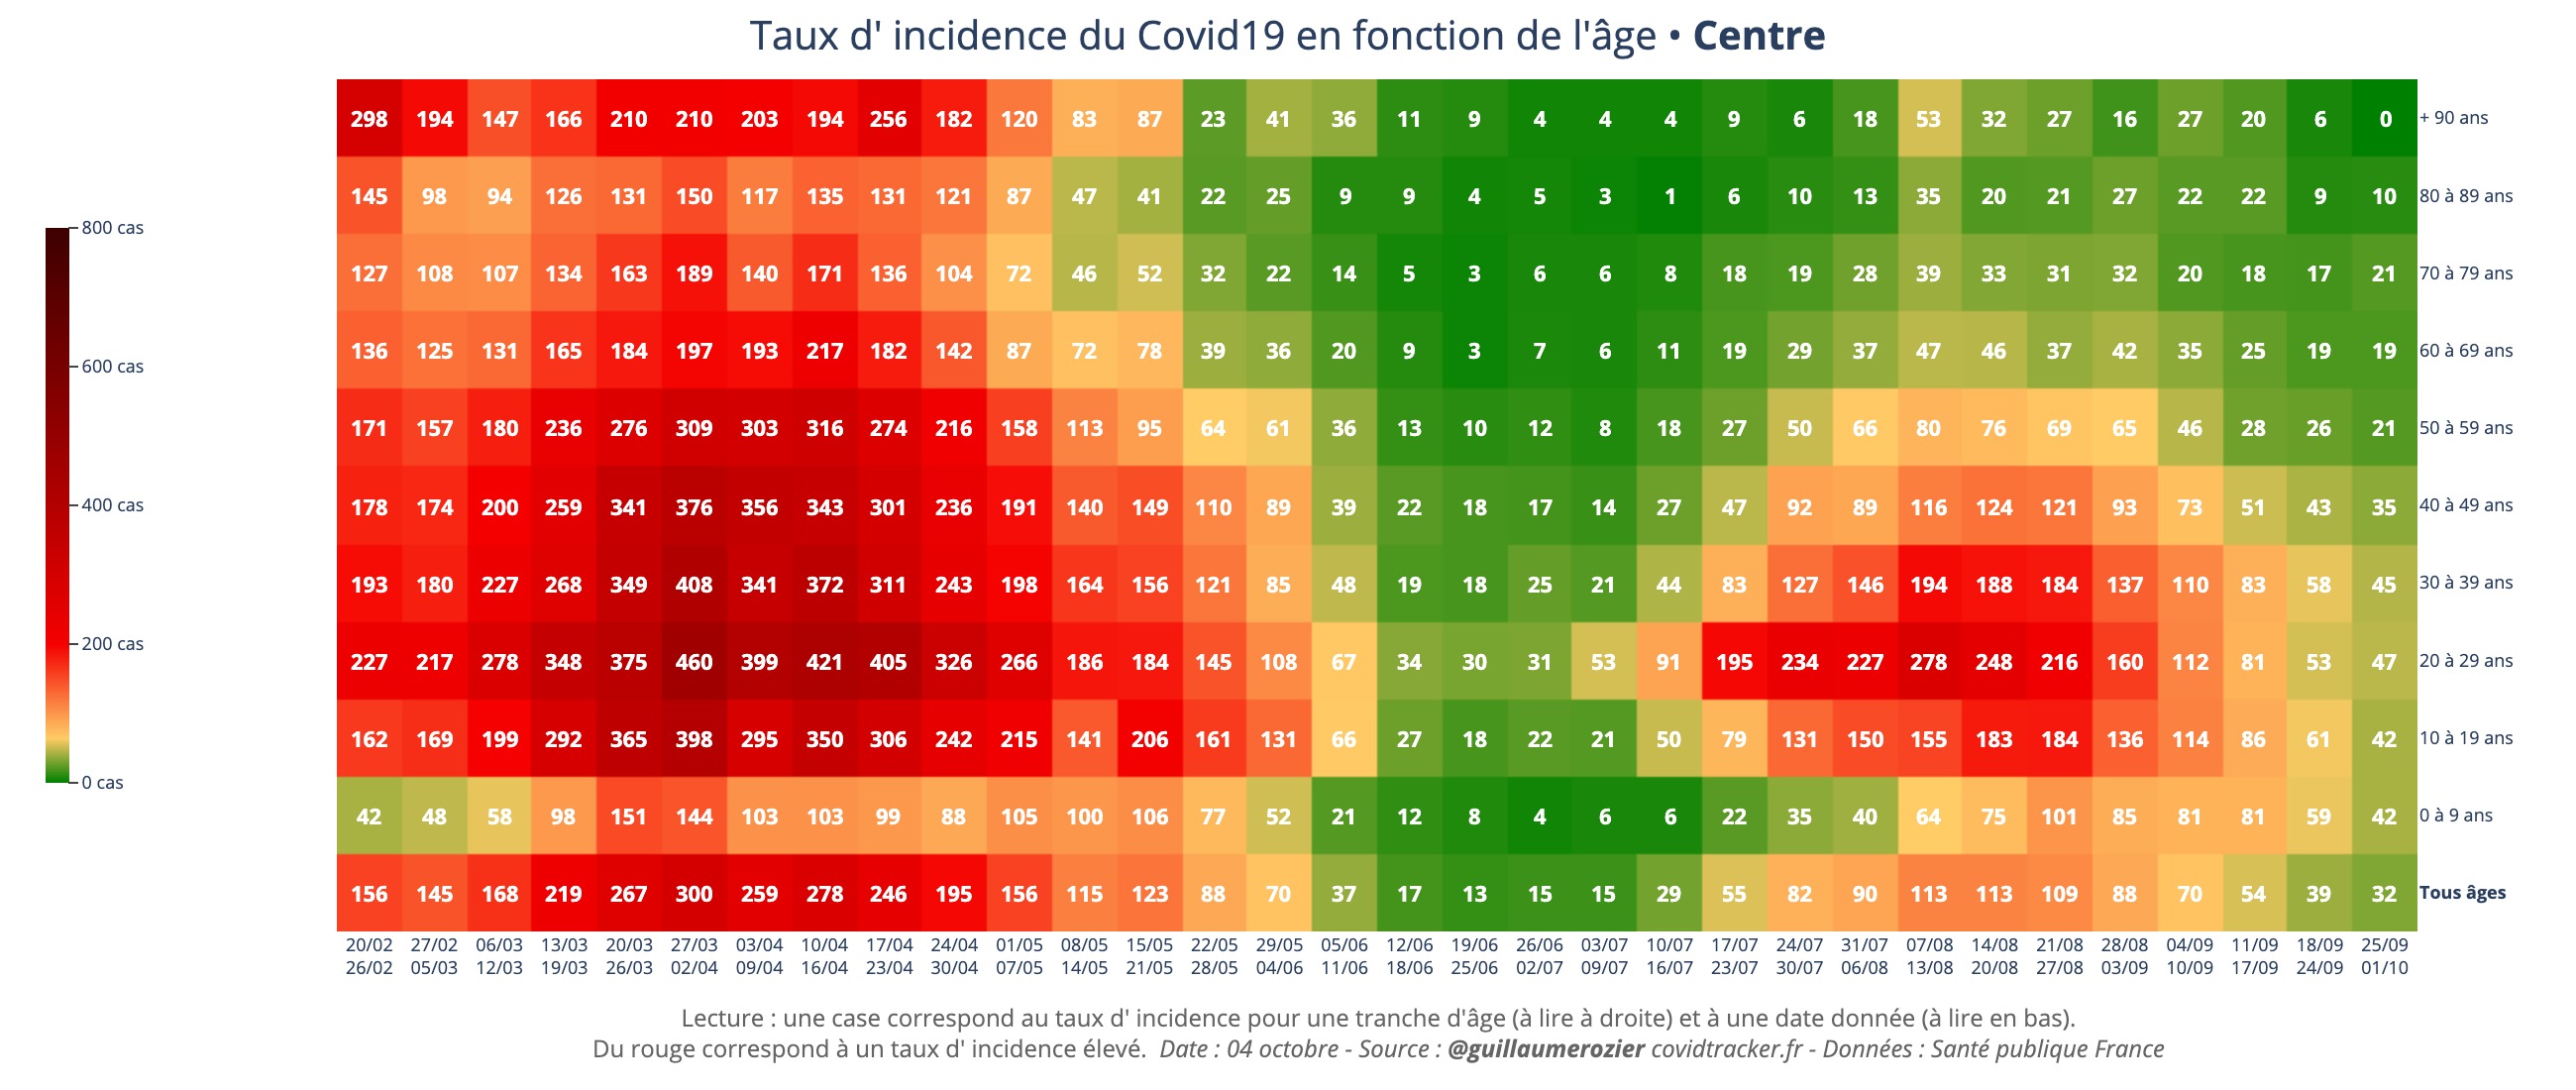 Taux d' incidence du Covid19 en fonction de l'âge • Centre
298 194 147 166 210 210 203 194 256 182 120 83 87 23 41 36 11 9 4 4 4 9 6 18 53 32 27 16 27 20 6 0 + 90 ans
145 98 94 126 131 150 117 135 131 121 87 47 41 22 25 9 9 4 5 3 1 6 10 13 35 20 21 27 22 22 9 10 80 à 89 ans
800 cas
127 108 107 134 163 189 140 171 136 104 72 46 52 32 22 14 5 3 6 6 8 18 19 28 39 33 31 32 20 18 17 21 70 à 79 ans
136 125 131 165 184 197 193 217 182 142 87 72 78 39 36 20 9 3 7 6 11 19 29 37 47 46 37 42 35 25 19 19 60 à 69 ans
600 cas
171 157 180 236 276 309 303 316 274 216 158 113 95 64 61 36 13 10 12 8 18 27 50 66 80 76 69 65 46 28 26 21 50 à 59 ans
400 cas
178 174 200 259 341 376 356 343 301 236 191 140 149 110 89 39 22 18 17 14 27 47 92 89 116 124 121 93 73 51 43 35 40 à 49 ans
193 180 227 268 349 408 341 372 311 243 198 164 156 121 85 48 19 18 25 21 44 83 127 146 194 188 184 137 110 83 58 45 30 à 39 ans
200 cas
227 217 278 348 375 460 399 421 405 326 266 186 184 145 108 67 34 30 31 53 91 195 234 227 278 248 216 160 112 81 53 47 20 à 29 ans
162 169 199 292 365 398 295 350 306 242 215 141 206 161 131 66 27 18 22 21 50 79 131 150 155 183 184 136 114 86 61 42 10 à 19 ans
0 cas
42 48 58 98 151 144 103 103 99 88 105 100 106 77 52 21 12 8 4 6 6 22 35 40 64 75 101 85 81 81 59 42 0 à 9 ans
156 145 168 219 267 300 259 278 246 195 156 115 123 88 70 37 17 13 15 15 29 55 82 90 113 113 109 88 70 54 39 32 Tous âges
20/02 27/02 06/03 13/03 20/03 27/03 03/04 10/04 17/04 24/04 01/05 08/05 15/05 22/05 29/05 05/06 12/06 19/06 26/06 03/07 10/07 17/07 24/07 31/07 07/08 14/08 21/08 28/08 04/09 11/09 18/09 25/09
26/02 05/03 12/03 19/03 26/03 02/04 09/04 16/04 23/04 30/04 07/05 14/05 21/05 28/05 04/06 11/06 18/06 25/06 02/07 09/07 16/07 23/07 30/07 06/08 13/08 20/08 27/08 03/09 10/09 17/09 24/09 01/10
Lecture : une case correspond au taux d' incidence pour une tranche d'âge (à lire à droite) et à une date donnée (à lire en bas).
Du rouge correspond à un taux d' incidence élevé. Date : 04 octobre - Source : @guillaumerozier covidtracker.fr - Données : Santé publique France